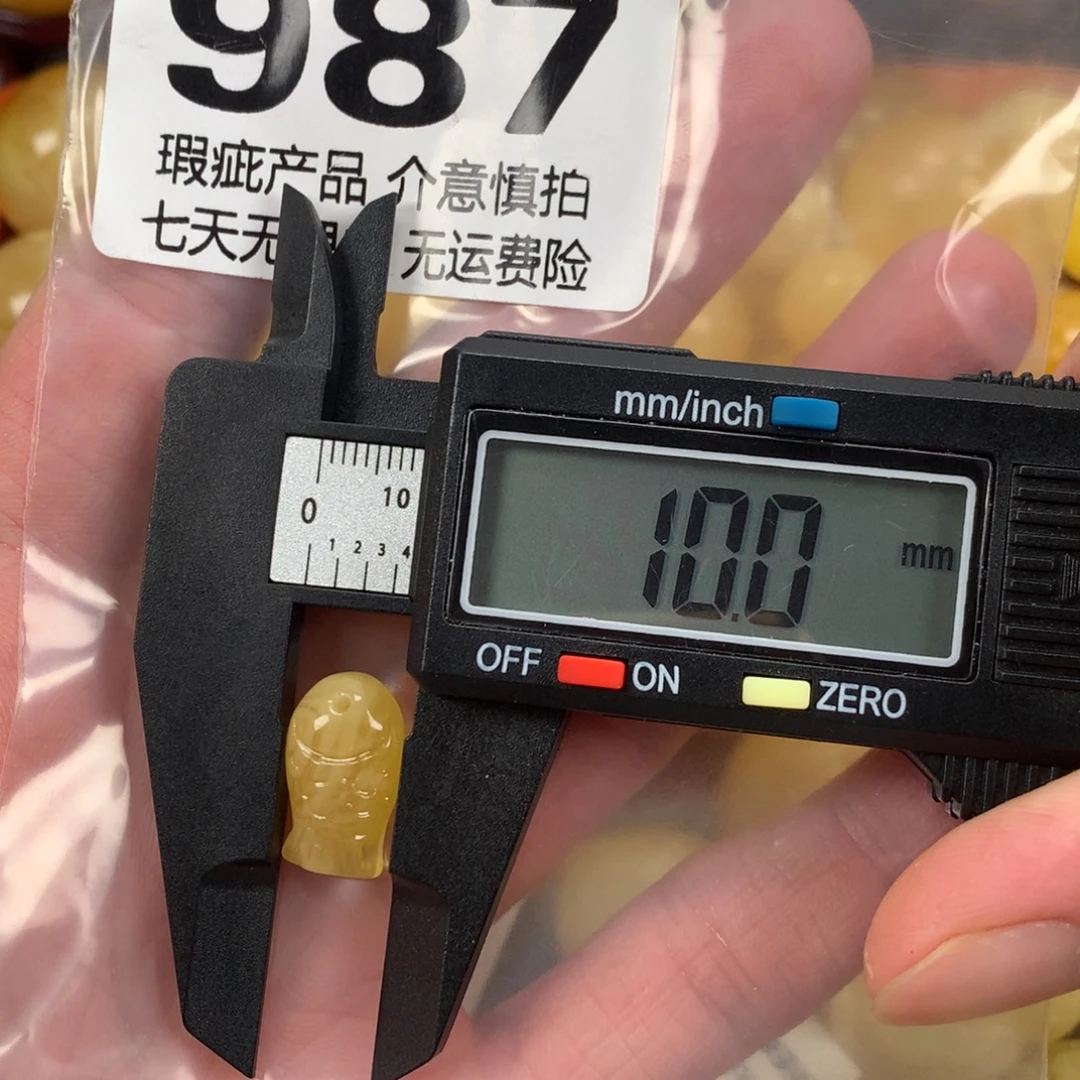 987
瑕疵产品 介意慎拍
七天无 无运费险
mm/inch
0 10
1 2 3 4
10.0 mm
OFF ON ZERO